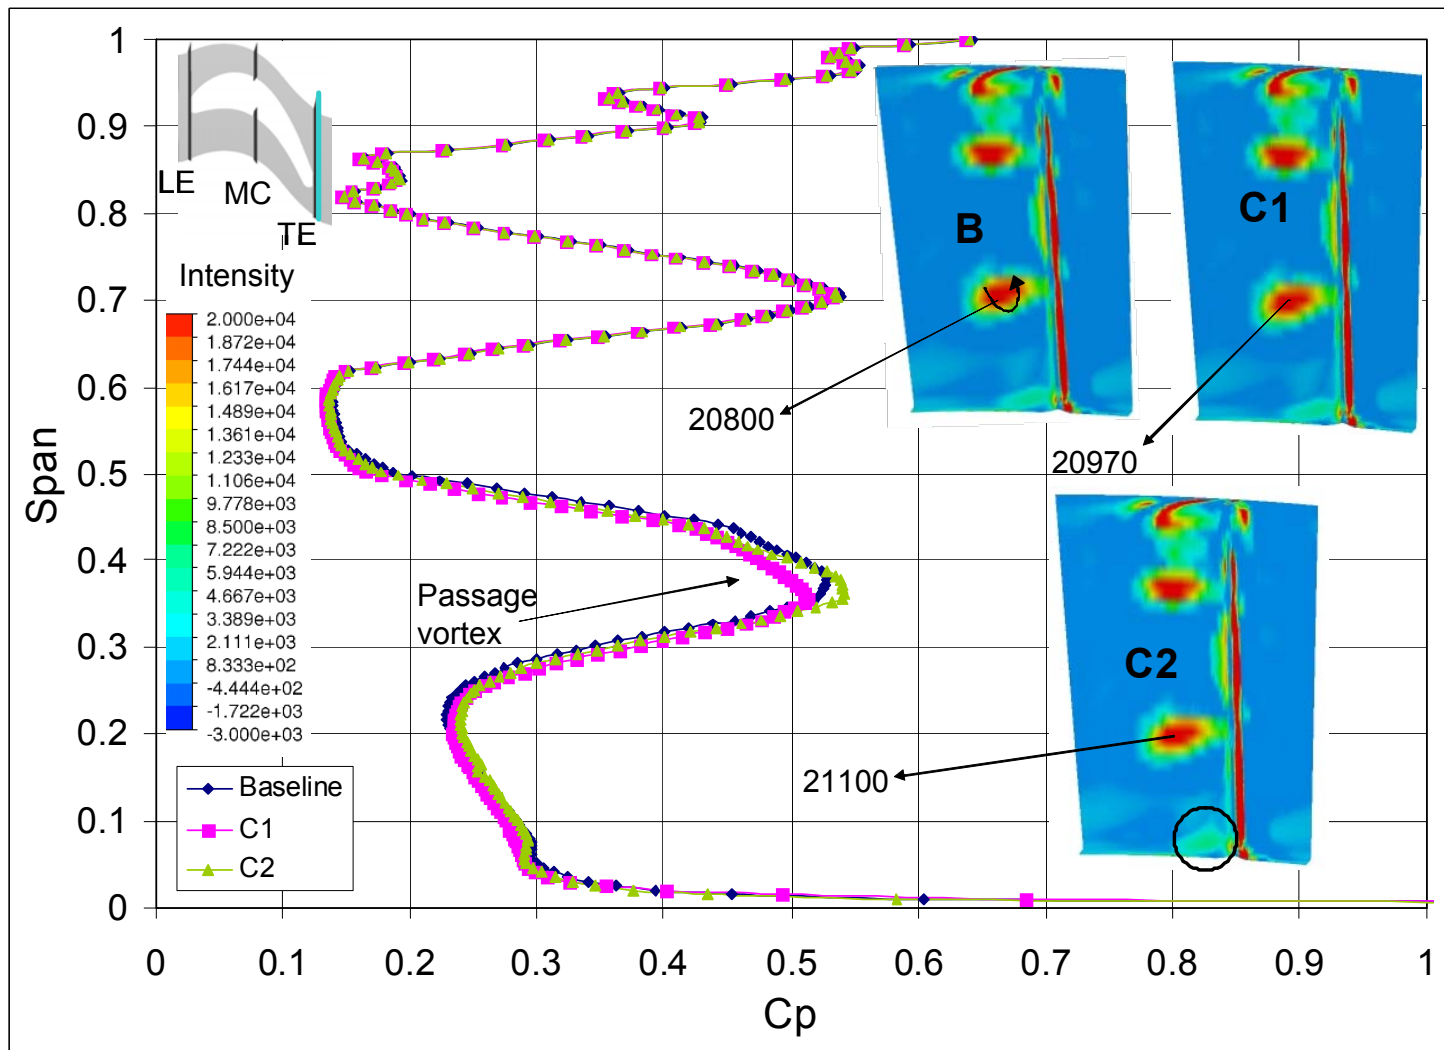 1
0.9
0.8
0.7
0.6
0.5
0.4
0.3
0.2
0.1
0
Span
LE
MC
TE
Intensity
2.000e+04
1.872e+04
1.744e+04
1.617e+04
1.489e+04
1.361e+04
1.233e+04
1.106e+04
9.778e+03
8.500e+03
7.222e+03
5.944e+03
4.667e+03
3.389e+03
2.111e+03
8.333e+02
-4.444e+02
-1.722e+03
-3.000e+03
Baseline
C1
C2
Passage
vortex
B
C1
20800
20970
C2
21100
0
0.1
0.2
0.3
0.4
0.5
0.6
0.7
0.8
0.9
1
Cp